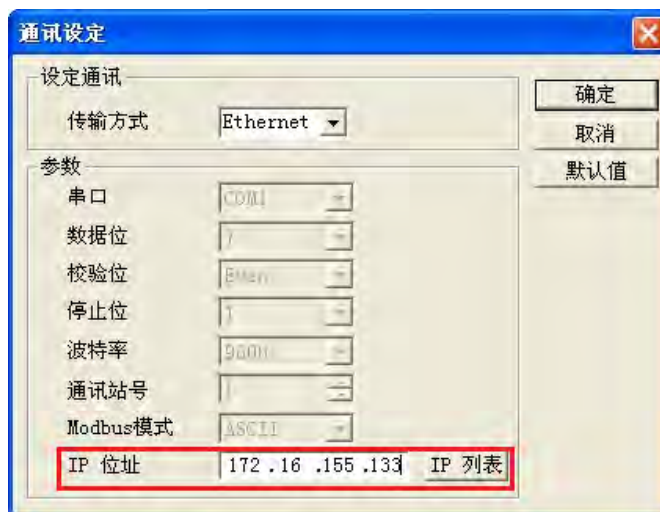 通讯设定
设定通讯
传输方式 Ethernet
确定
取消
默认值
参数
串口 COM1
数据位 7
校验位 Even
停止位 1
波特率 9600
通讯站号 1
Modbus模式 ASCII
IP 位址 172 .16 .155 .133 IP 列表